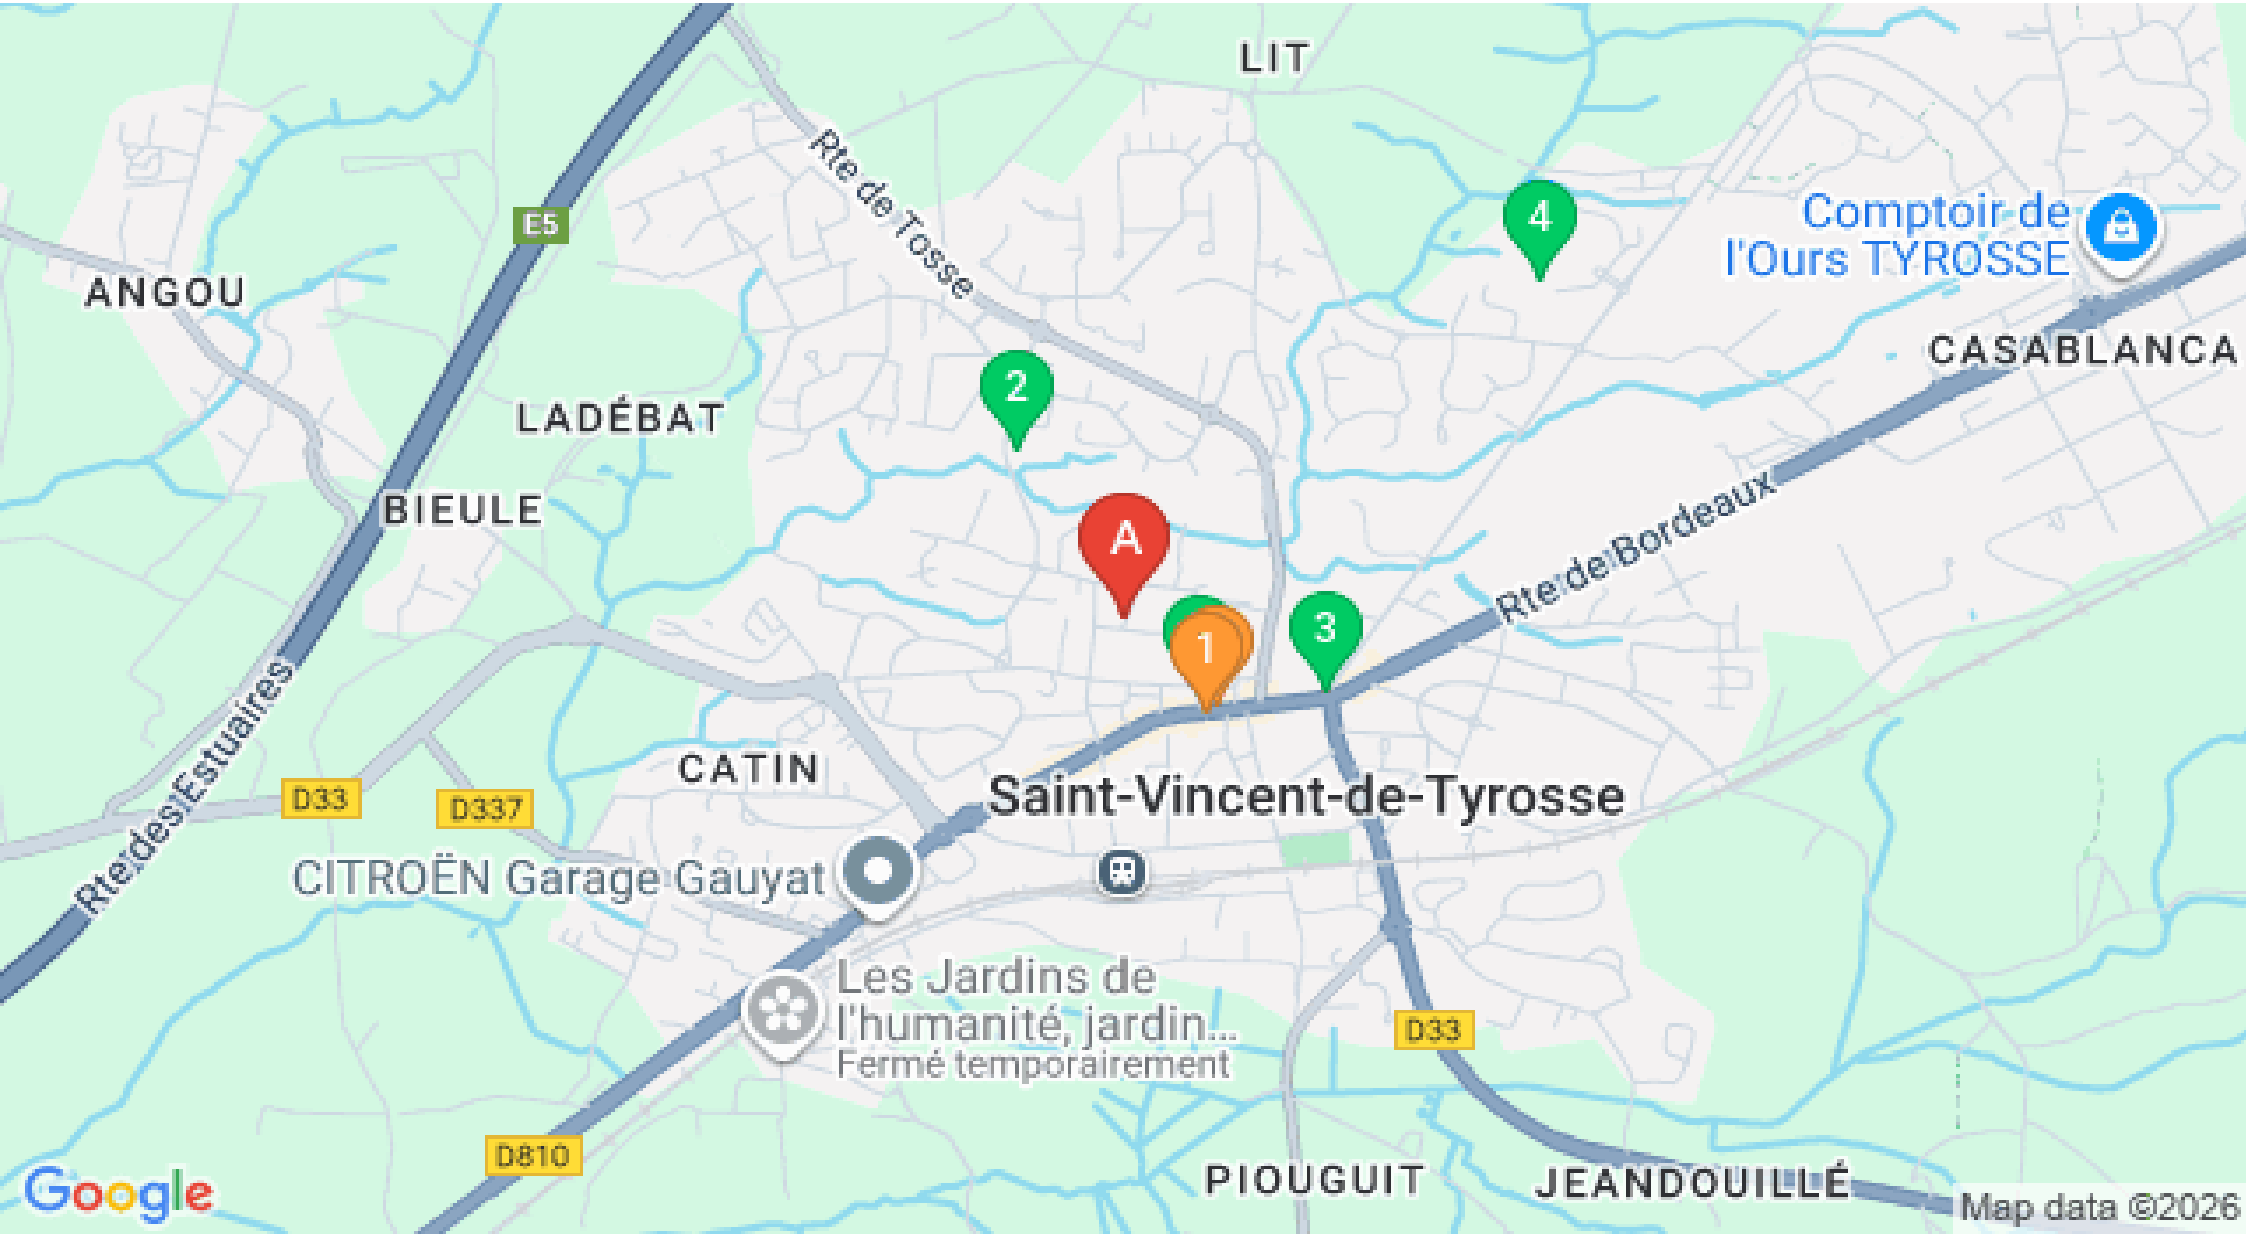 LIT
Rte de Tosse
E5
4
Comptoir de
l'Ours TYROSSE
ANGOU
CASABLANCA
2
LADÉBAT
BIEULE
A
Rte de Bordeaux
3
1
Rte des Estuaires
CATIN
Saint-Vincent-de-Tyrosse
D33
D337
CITROËN Garage Gauyat
Les Jardins de
l'humanité, jardin...
Fermé temporairement
D33
D810
PIOUGUIT
JEANDOUILLÉ
Google
Map data ©2026